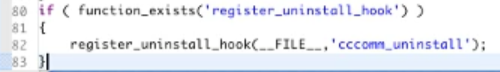 80 if ( function_exists('register_uninstall_hook') )
81 {
82 register_uninstall_hook(__FILE__,'cccomm_uninstall');
83 }